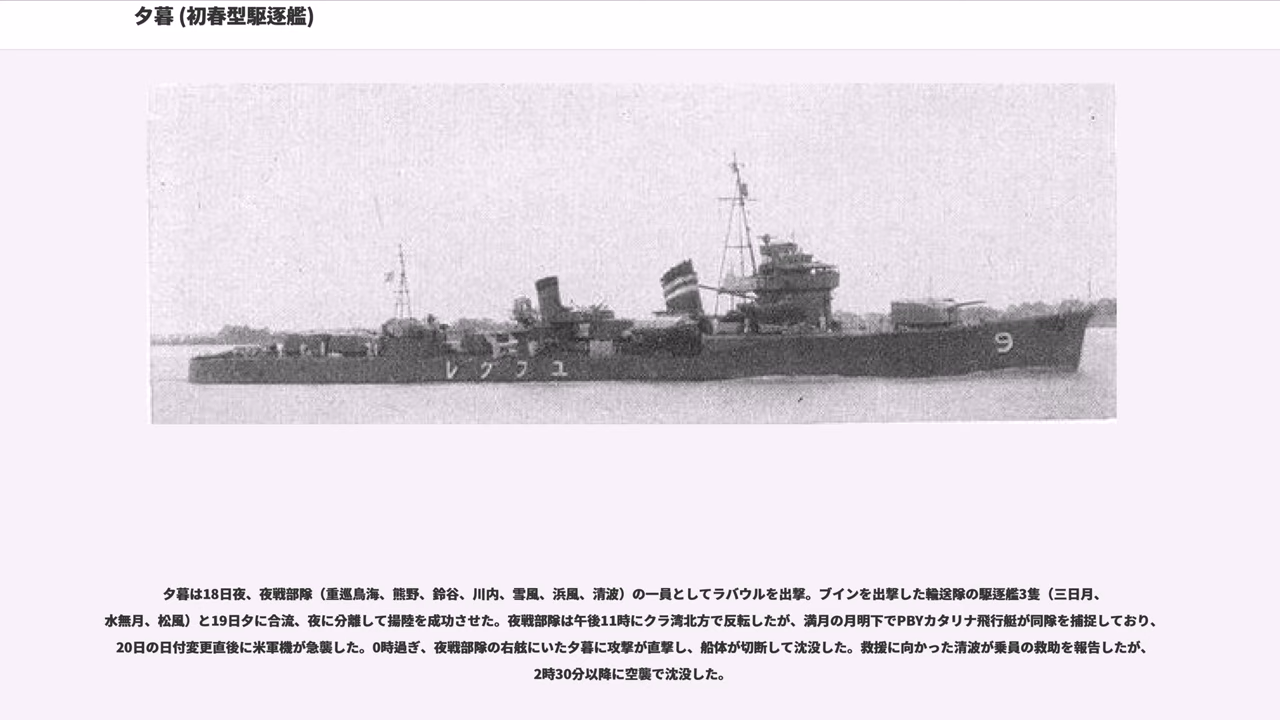 夕暮 (初春型駆逐艦)
9
レクフユ
夕暮は18日夜、夜戦部隊（重巡鳥海、熊野、鈴谷、川内、雪風、浜風、清波）の一員としてラバウルを出撃。ブインを出撃した輸送隊の駆逐艦3隻（三日月、
水無月、松風）と19日夕に合流、夜に分離して揚陸を成功させた。夜戦部隊は午後11時にクラ湾北方で反転したが、満月の月明下でPBYカタリナ飛行艇が同隊を捕捉しており、
20日の日付変更直後に米軍機が急襲した。0時過ぎ、夜戦部隊の右舷にいた夕暮に攻撃が直撃し、船体が切断して沈没した。救援に向かった清波が乗員の救助を報告したが、
2時30分以降に空襲で沈没した。